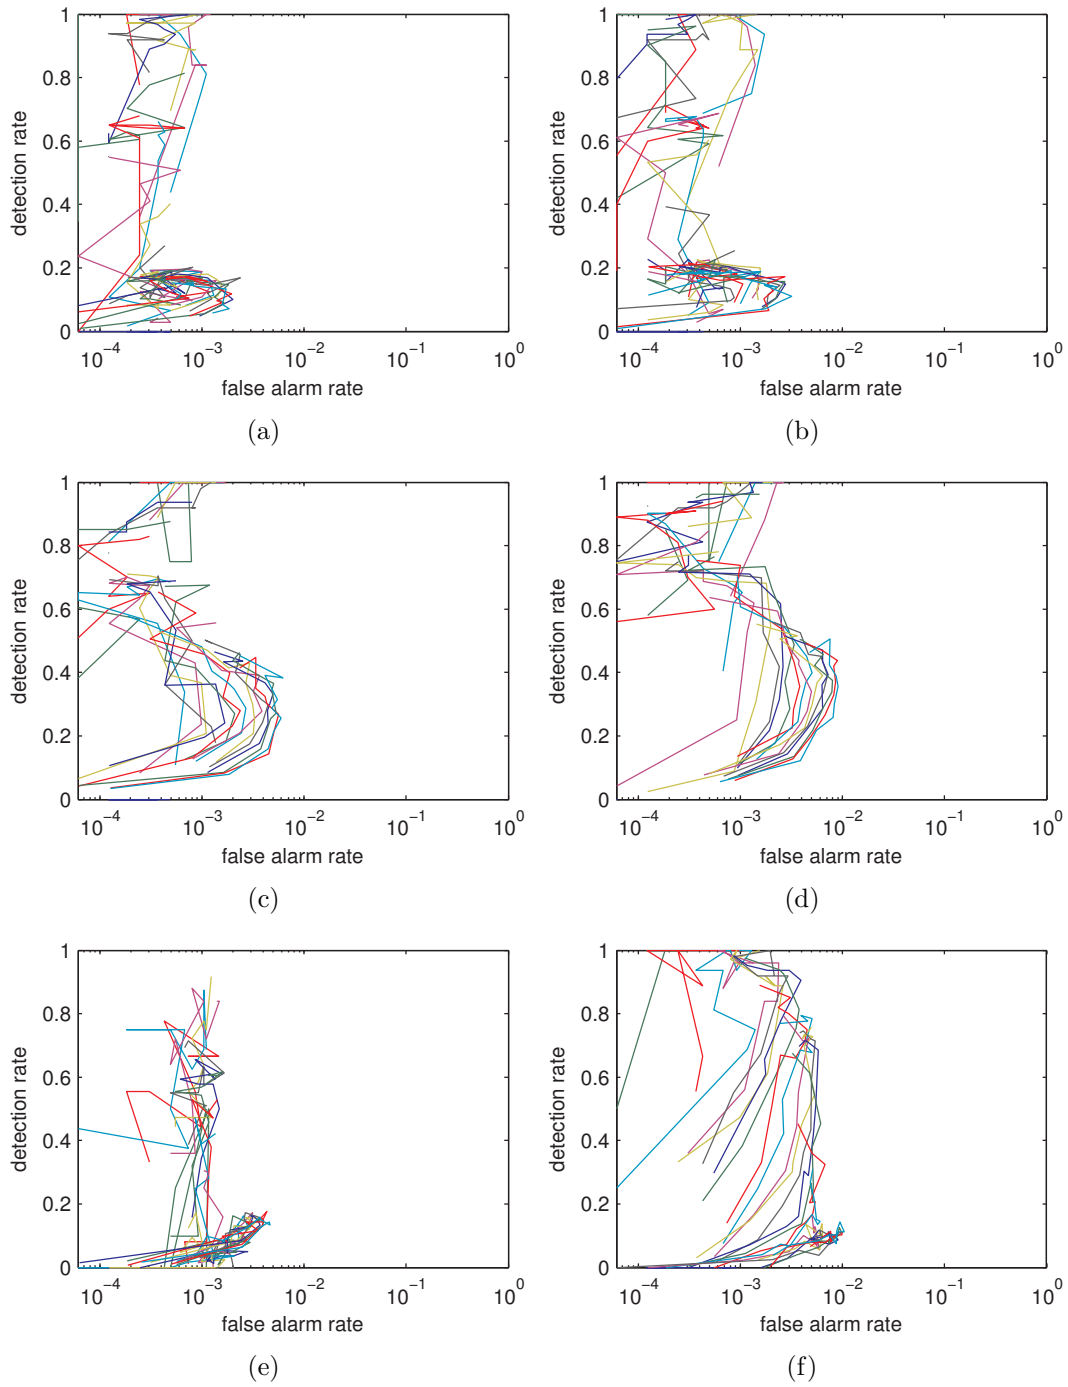 1 1
0.8 0.8
0.6 0.6
0.4 0.4
0.2 0.2
0 0
detection rate detection rate
10^−4 10^−3 10^−2 10^−1 10^0 10^−4 10^−3 10^−2 10^−1 10^0
false alarm rate false alarm rate
(a) (b)
1 1
0.8 0.8
0.6 0.6
0.4 0.4
0.2 0.2
0 0
detection rate detection rate
10^−4 10^−3 10^−2 10^−1 10^0 10^−4 10^−3 10^−2 10^−1 10^0
false alarm rate false alarm rate
(c) (d)
1 1
0.8 0.8
0.6 0.6
0.4 0.4
0.2 0.2
0 0
detection rate detection rate
10^−4 10^−3 10^−2 10^−1 10^0 10^−4 10^−3 10^−2 10^−1 10^0
false alarm rate false alarm rate
(e) (f)